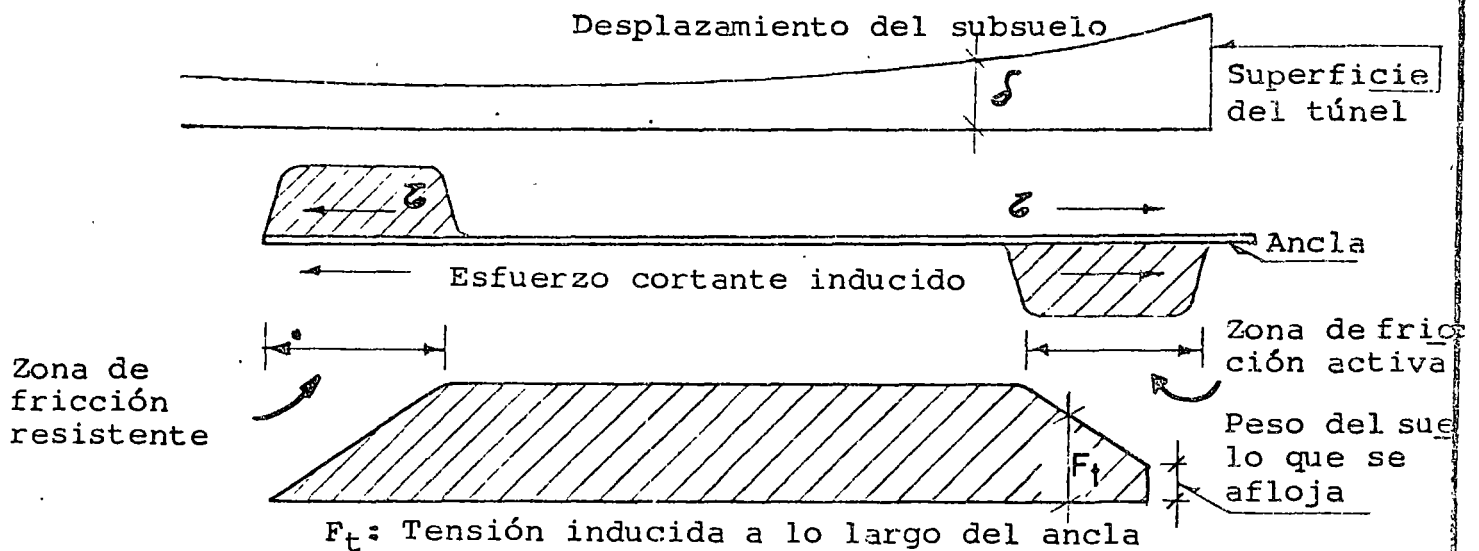 Desplazamiento del subsuelo
δ
Superficie
del túnel
τ
τ
Ancla
Esfuerzo cortante inducido
Zona de
fricción
resistente
Zona de fric
ción activa
Peso del sue
lo que se
afloja
Ft
Ft: Tensión inducida a lo largo del ancla